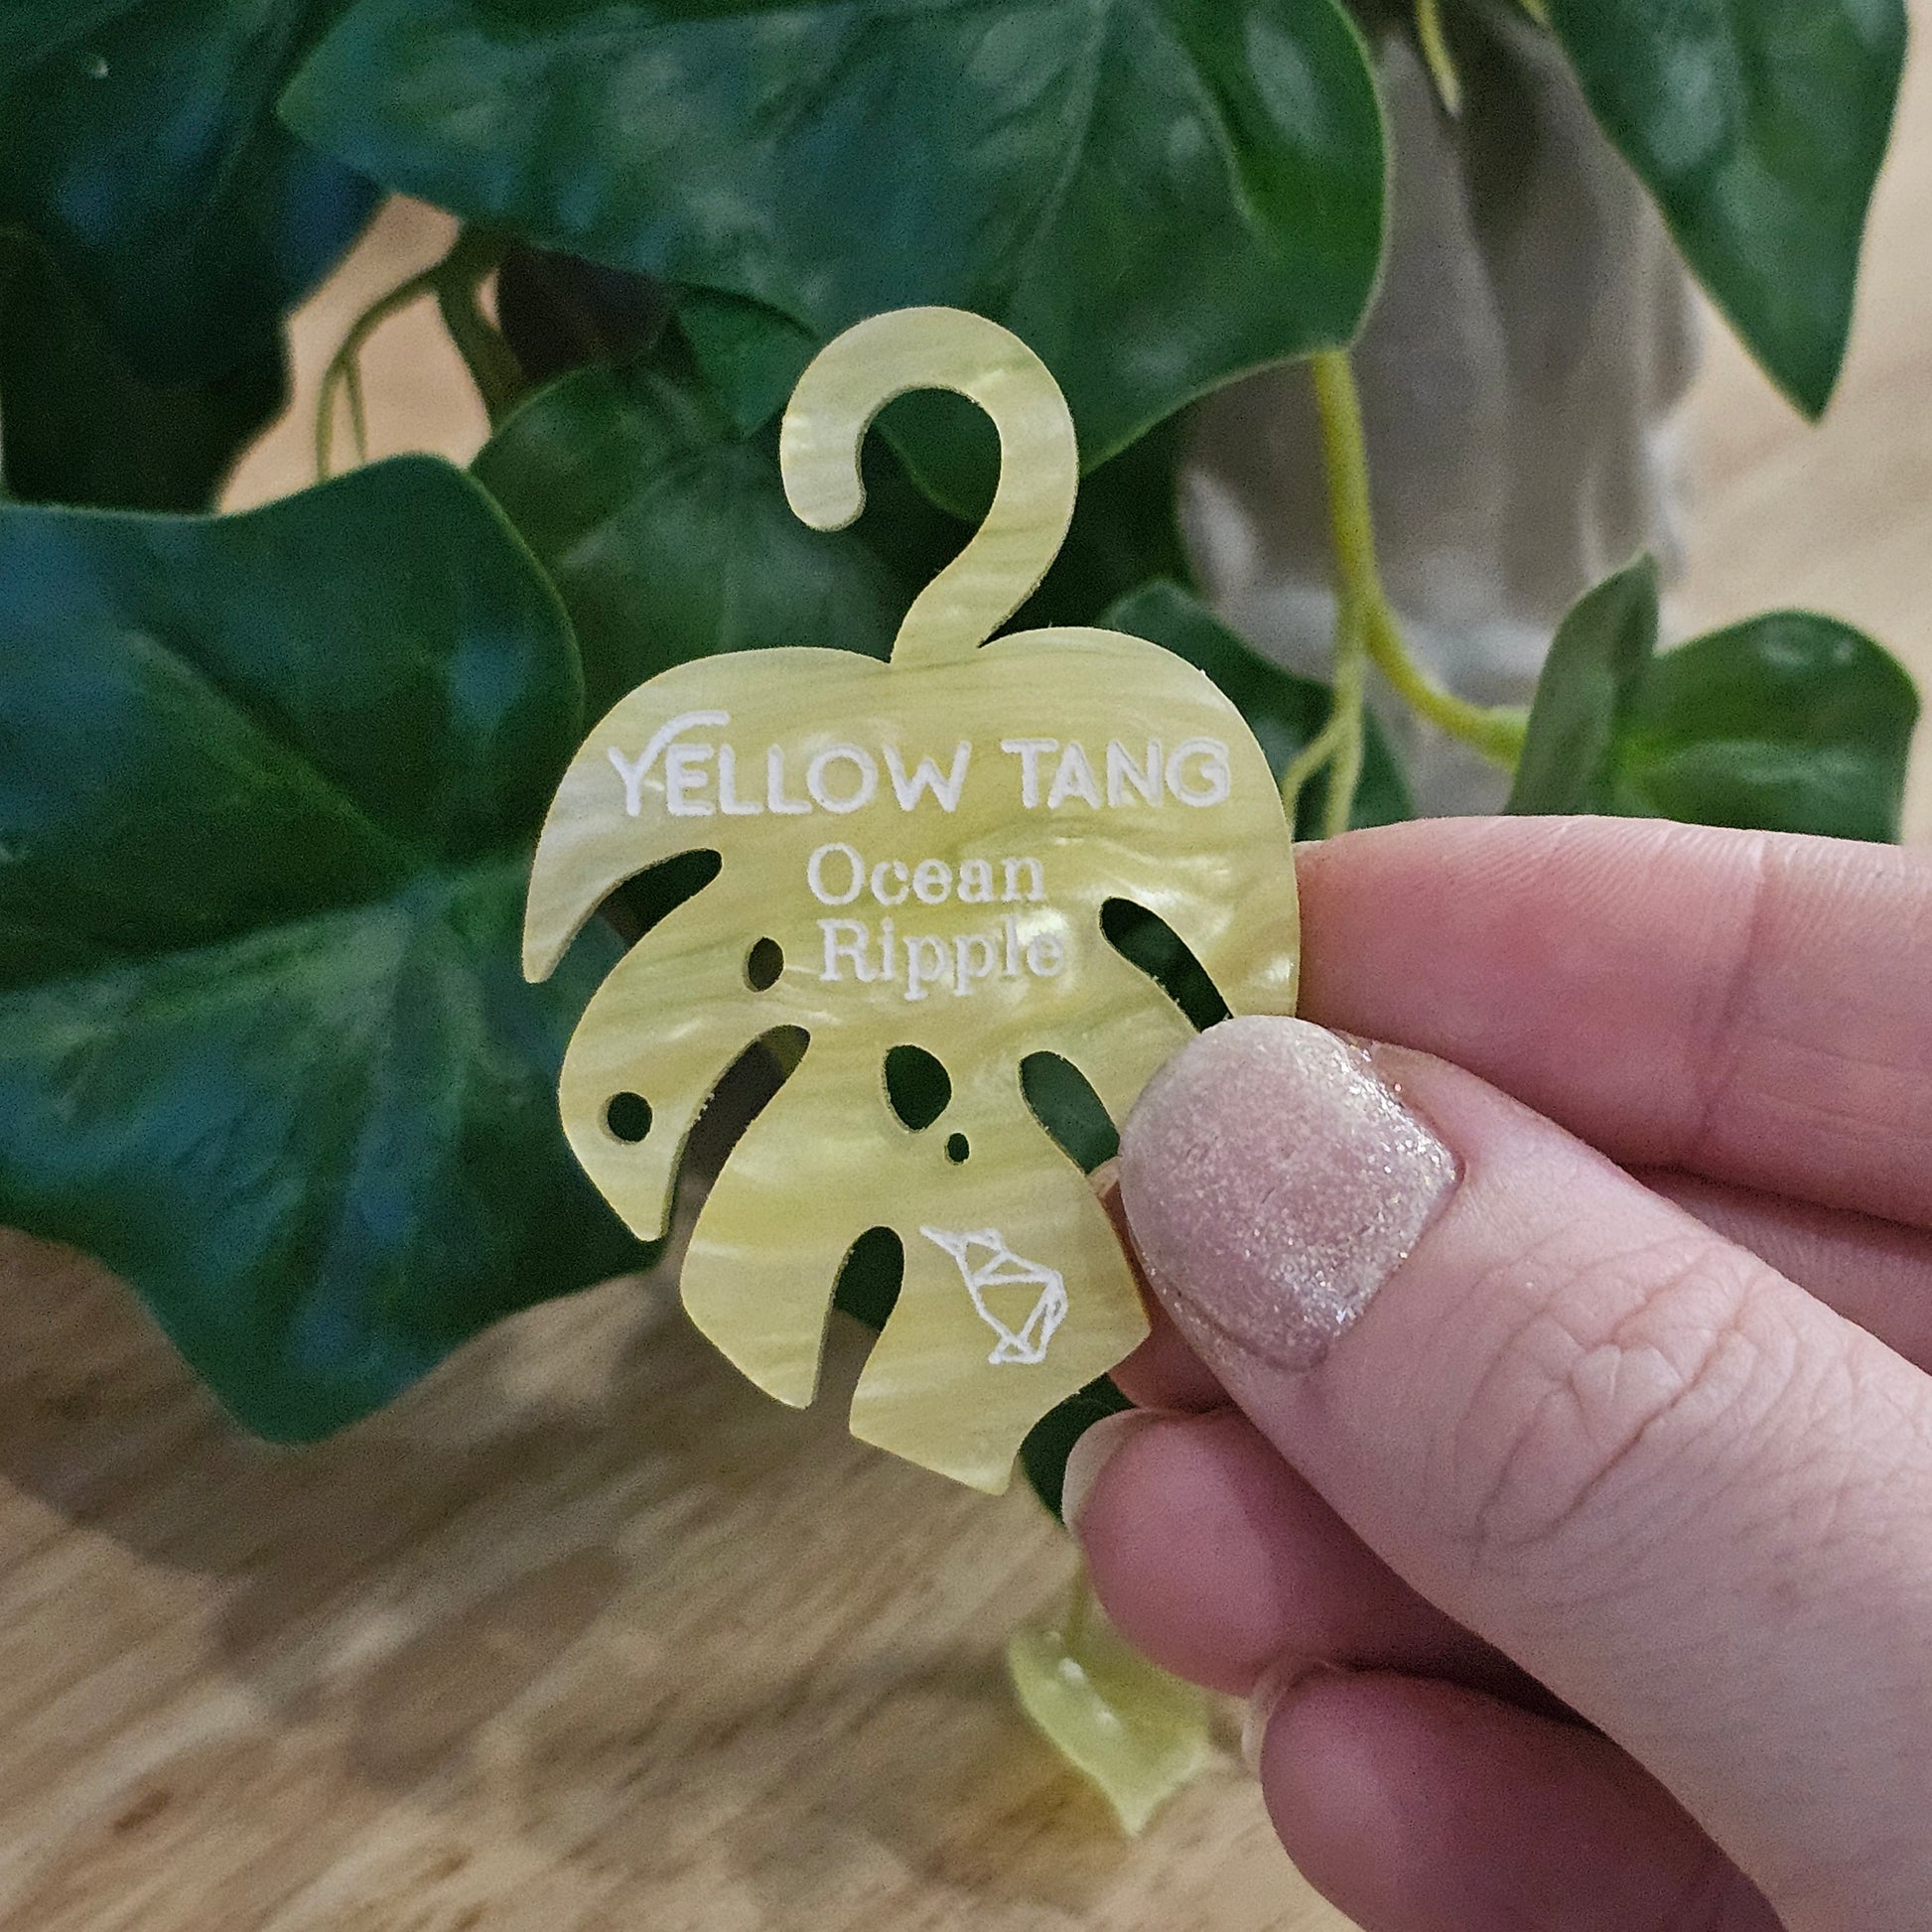 YELLOW TANG
Ocean
Ripple